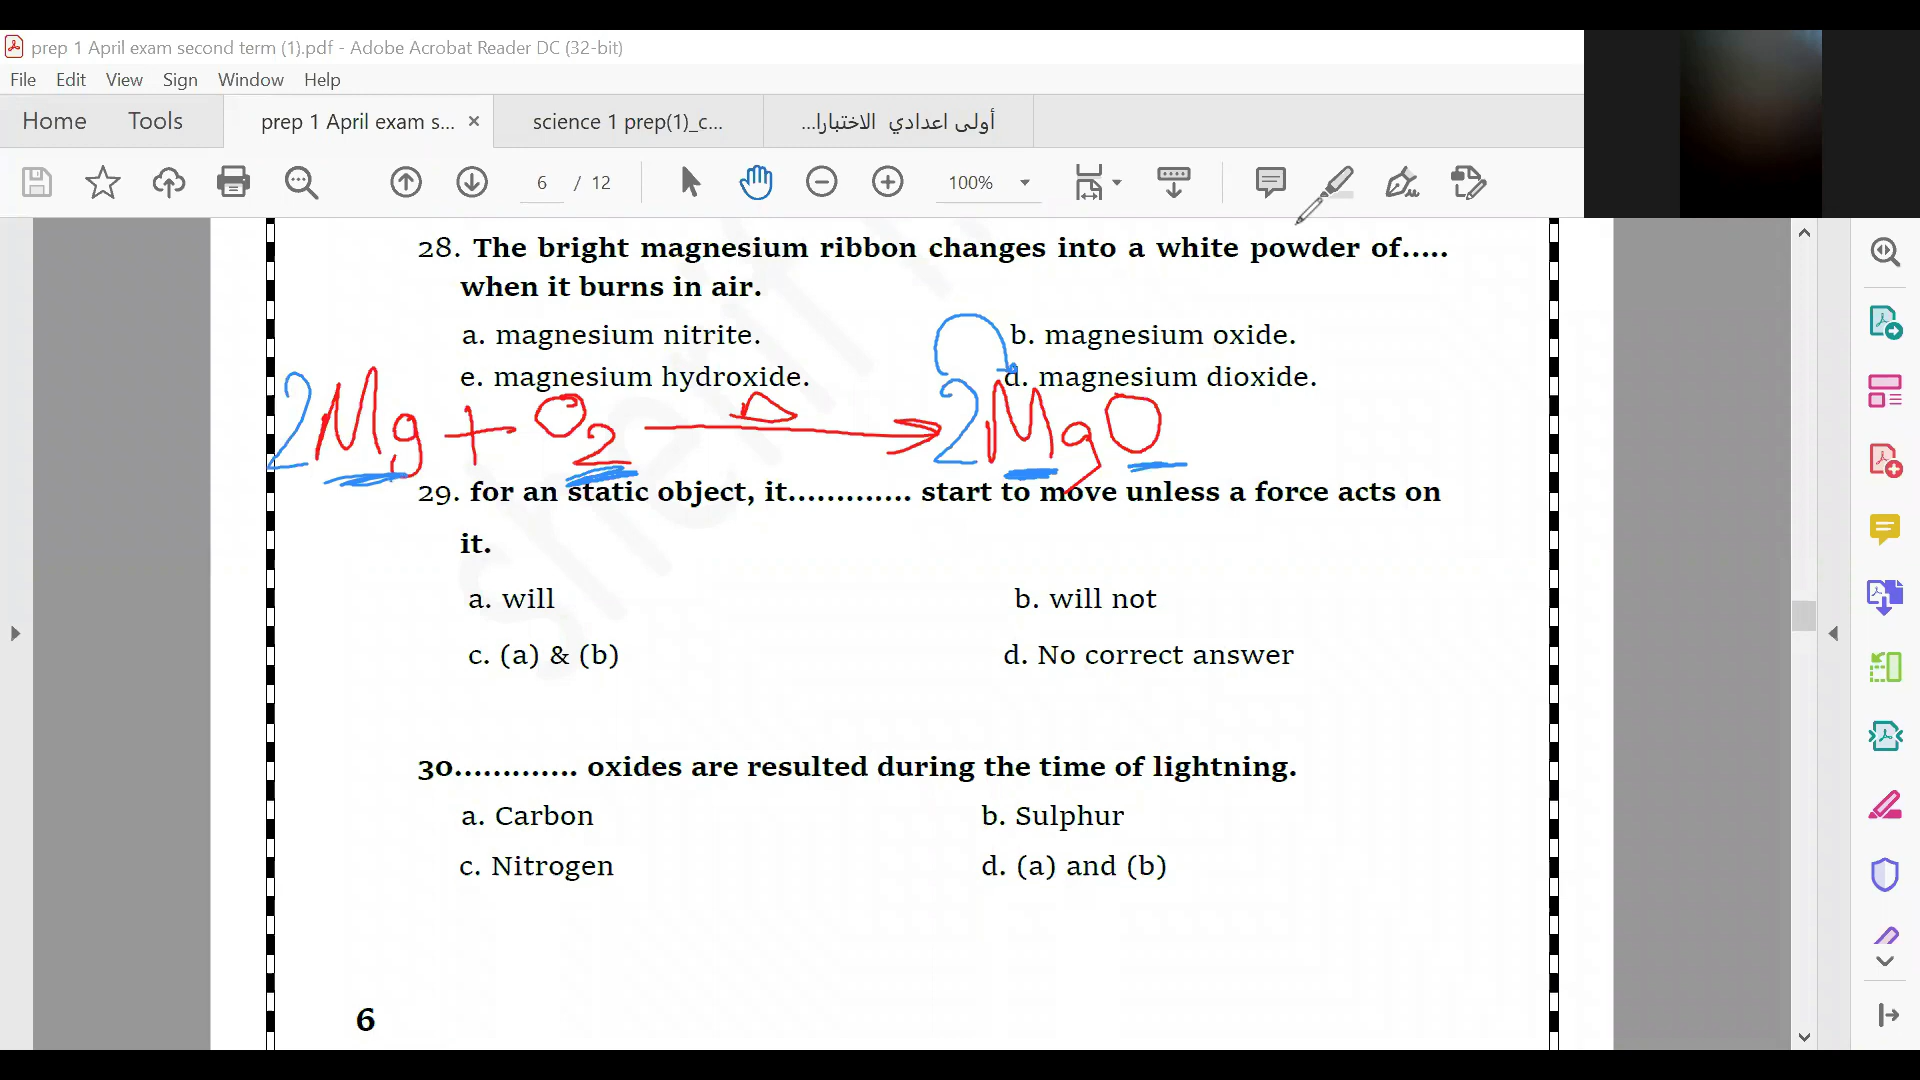 prep 1 April exam second term (1).pdf - Adobe Acrobat Reader DC (32-bit)
File Edit View Sign Window Help
Home Tools prep 1 April exam s... × science 1 prep(1)_c... أولى اعدادي الاختبارا...
6 / 12 100%
28. The bright magnesium ribbon changes into a white powder of.....
when it burns in air.
a. magnesium nitrite. b. magnesium oxide.
e. magnesium hydroxide. d. magnesium dioxide.
2Mg + O2 → 2MgO
29. for an static object, it............. start to move unless a force acts on
it.
a. will b. will not
c. (a) & (b) d. No correct answer
30............. oxides are resulted during the time of lightning.
a. Carbon b. Sulphur
c. Nitrogen d. (a) and (b)
6